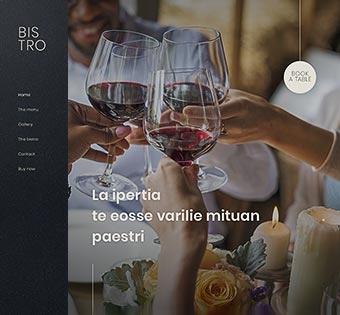 BIS
TRO
Home
The menu
Gallery
The bistro
Contact
Buy now
BOOK
A TABLE
La ipertia
te eosse varilie mituan
paestri